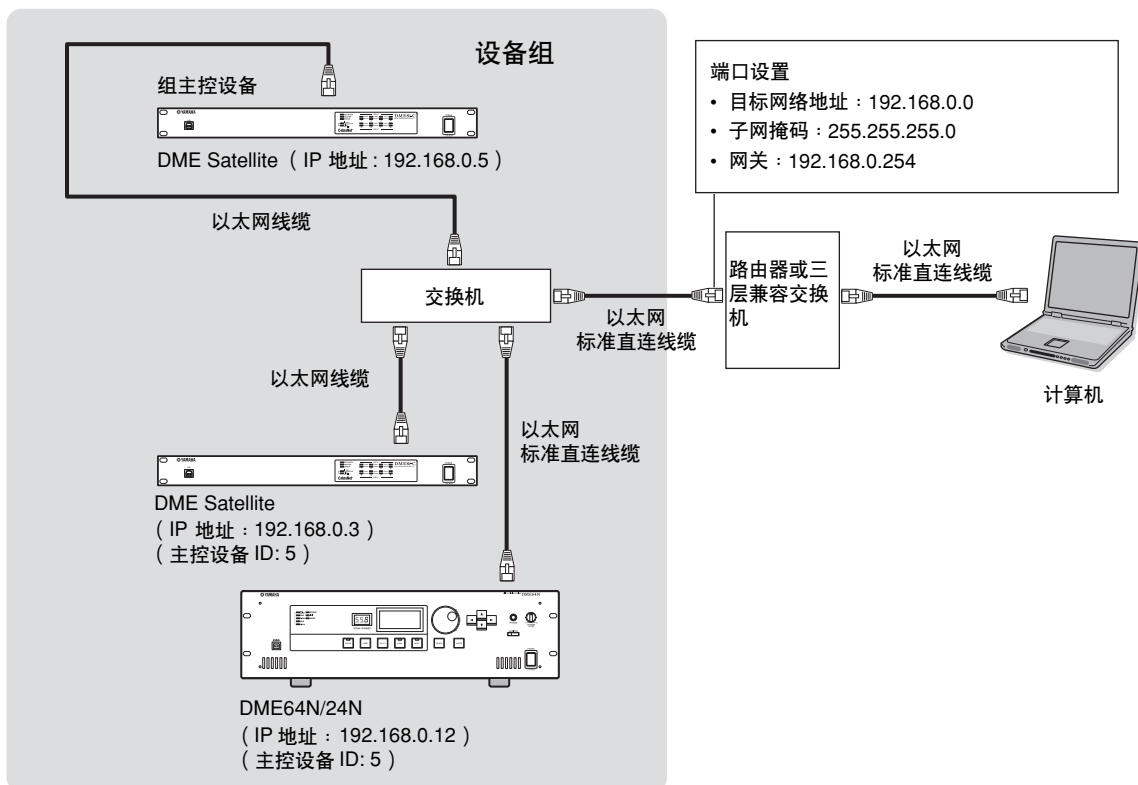 设备组
组主控设备
YAMAHA
DME Satellite （ IP 地址 : 192.168.0.5 ）
以太网线缆
交换机
端口设置
• 目标网络地址：192.168.0.0
• 子网掩码：255.255.255.0
• 网关：192.168.0.254
路由器或三
层兼容交换
机
以太网
标准直连线缆
以太网
标准直连线缆
计算机
以太网线缆
以太网
标准直连线缆
YAMAHA
DME Satellite
（ IP 地址：192.168.0.3 ）
（ 主控设备 ID: 5 ）
YAMAHA
DME64N
DME64N/24N
（ IP 地址：192.168.0.12 ）
（ 主控设备 ID: 5 ）